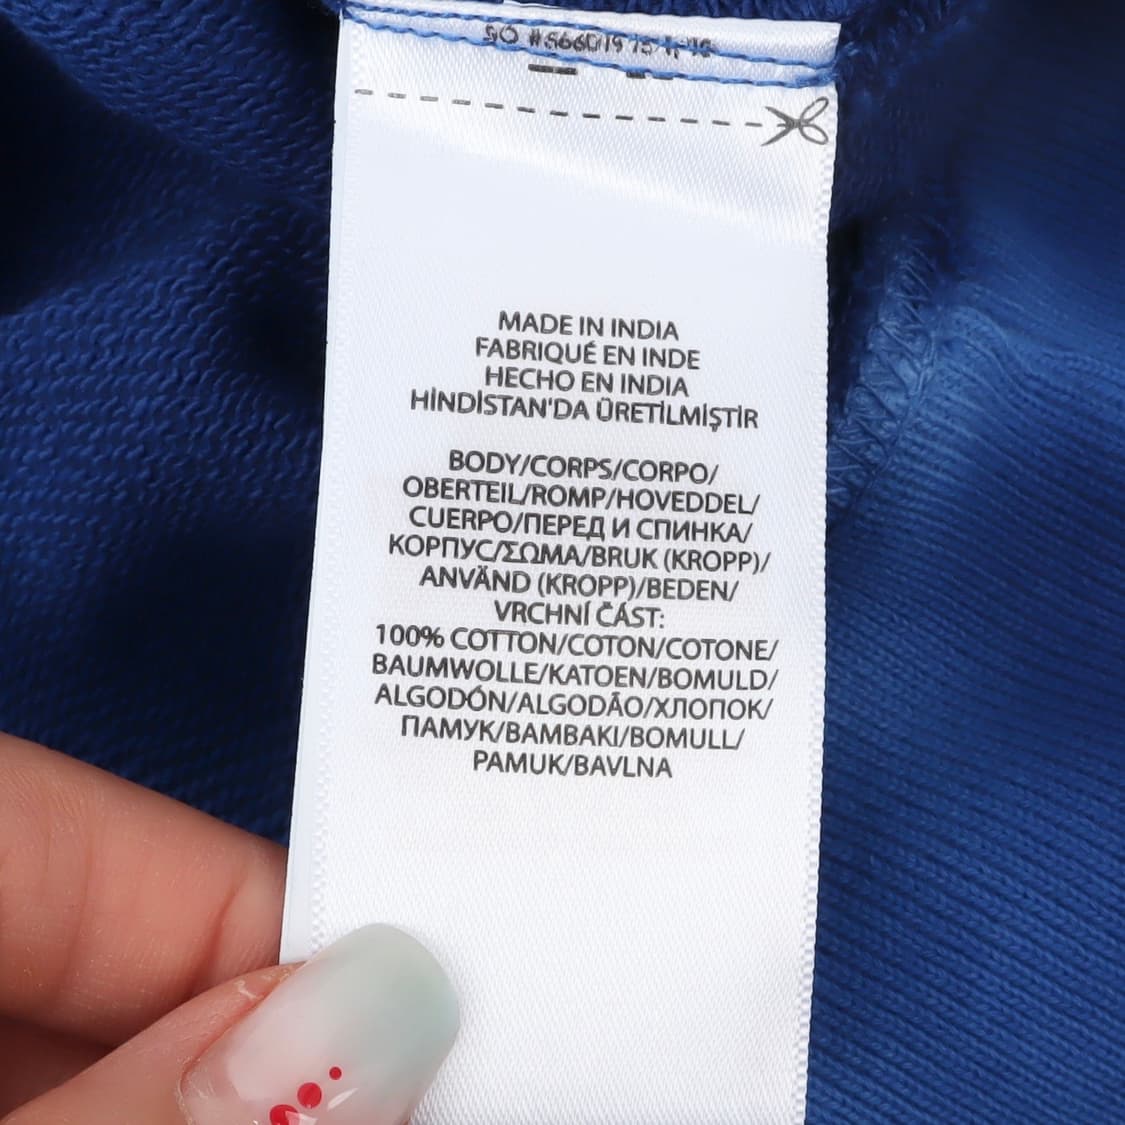 SO #
MADE IN INDIA
FABRIQUÉ EN INDE
HECHO EN INDIA
HİNDİSTAN'DA ÜRETİLMİŞTİR
BODY/CORPS/CORPO/
OBERTEIL/ROMP/HOVEDDEL/
CUERPO/ПЕРЕД И СПИНКА/
КОРПУС/ΣΩΜΑ/BRUK (KROPP)/
ANVÄND (KROPP)/BEDEN/
VRCHNÍ ČÁST:
100% COTTON/COTON/COTONE/
BAUMWOLLE/KATOEN/BOMULD/
ALGODÓN/ALGODÃO/ХЛОПОК/
ПАМУК/BAMBAKI/BOMULL/
PAMUK/BAVLNA